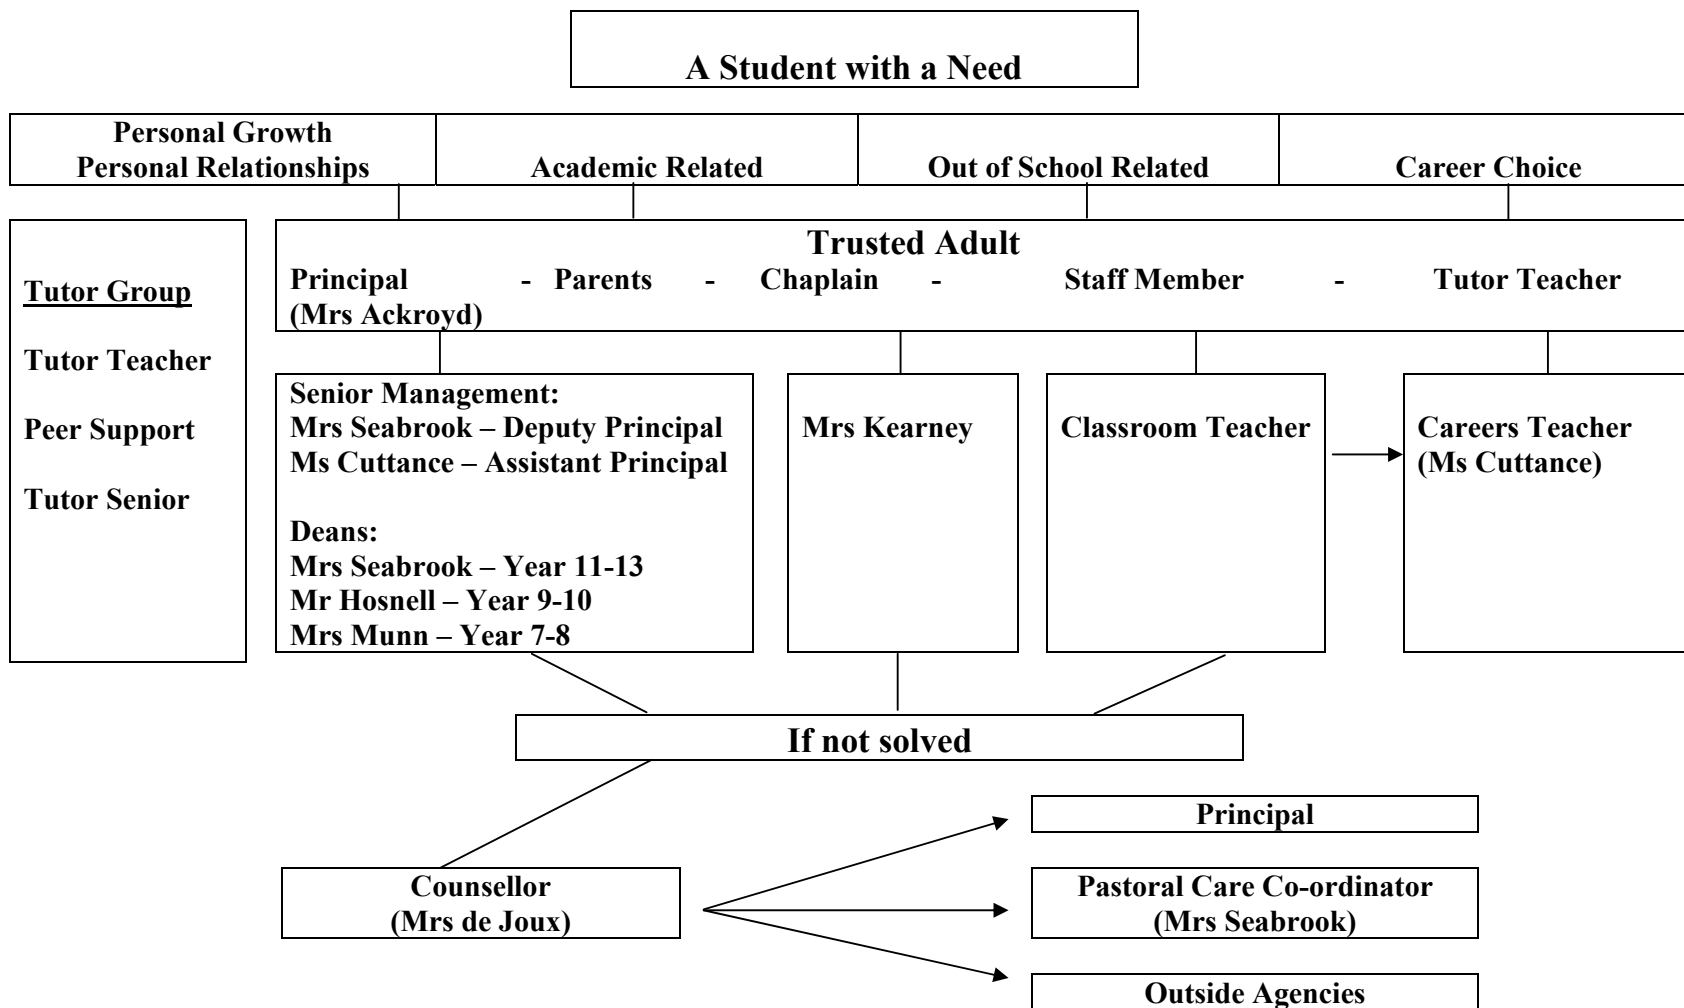 A Student with a Need
Personal Growth
Personal Relationships
Academic Related
Out of School Related
Career Choice
Tutor Group
Tutor Teacher
Peer Support
Tutor Senior
Trusted Adult
Principal - Parents - Chaplain - Staff Member - Tutor Teacher
(Mrs Ackroyd)
Senior Management:
Mrs Seabrook – Deputy Principal
Ms Cuttance – Assistant Principal
Deans:
Mrs Seabrook – Year 11-13
Mr Hosnell – Year 9-10
Mrs Munn – Year 7-8
Mrs Kearney
Classroom Teacher
Careers Teacher
(Ms Cuttance)
If not solved
Counsellor
(Mrs de Joux)
Principal
Pastoral Care Co-ordinator
(Mrs Seabrook)
Outside Agencies